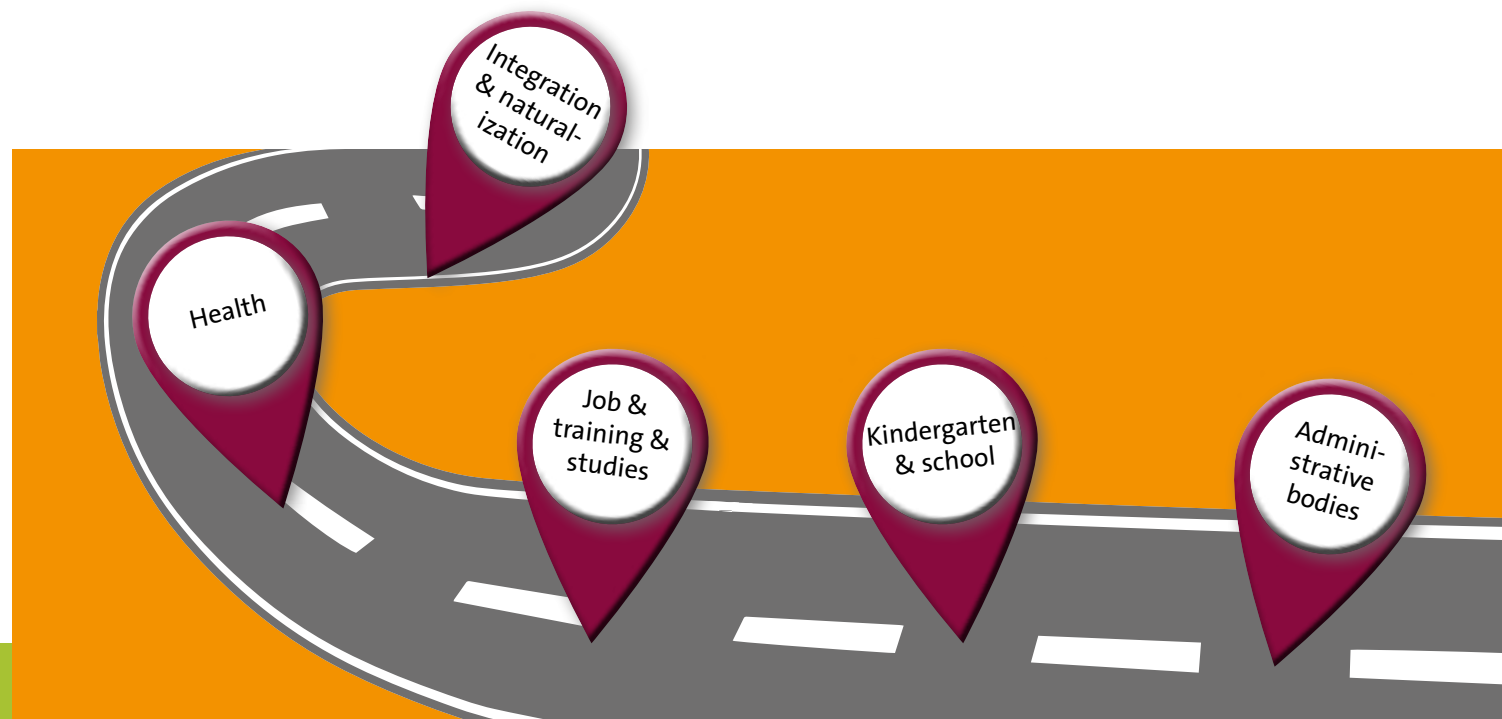 Integration
& natural-
ization
Health
Job &
training &
studies
Kindergarten
& school
Admini-
strative
bodies